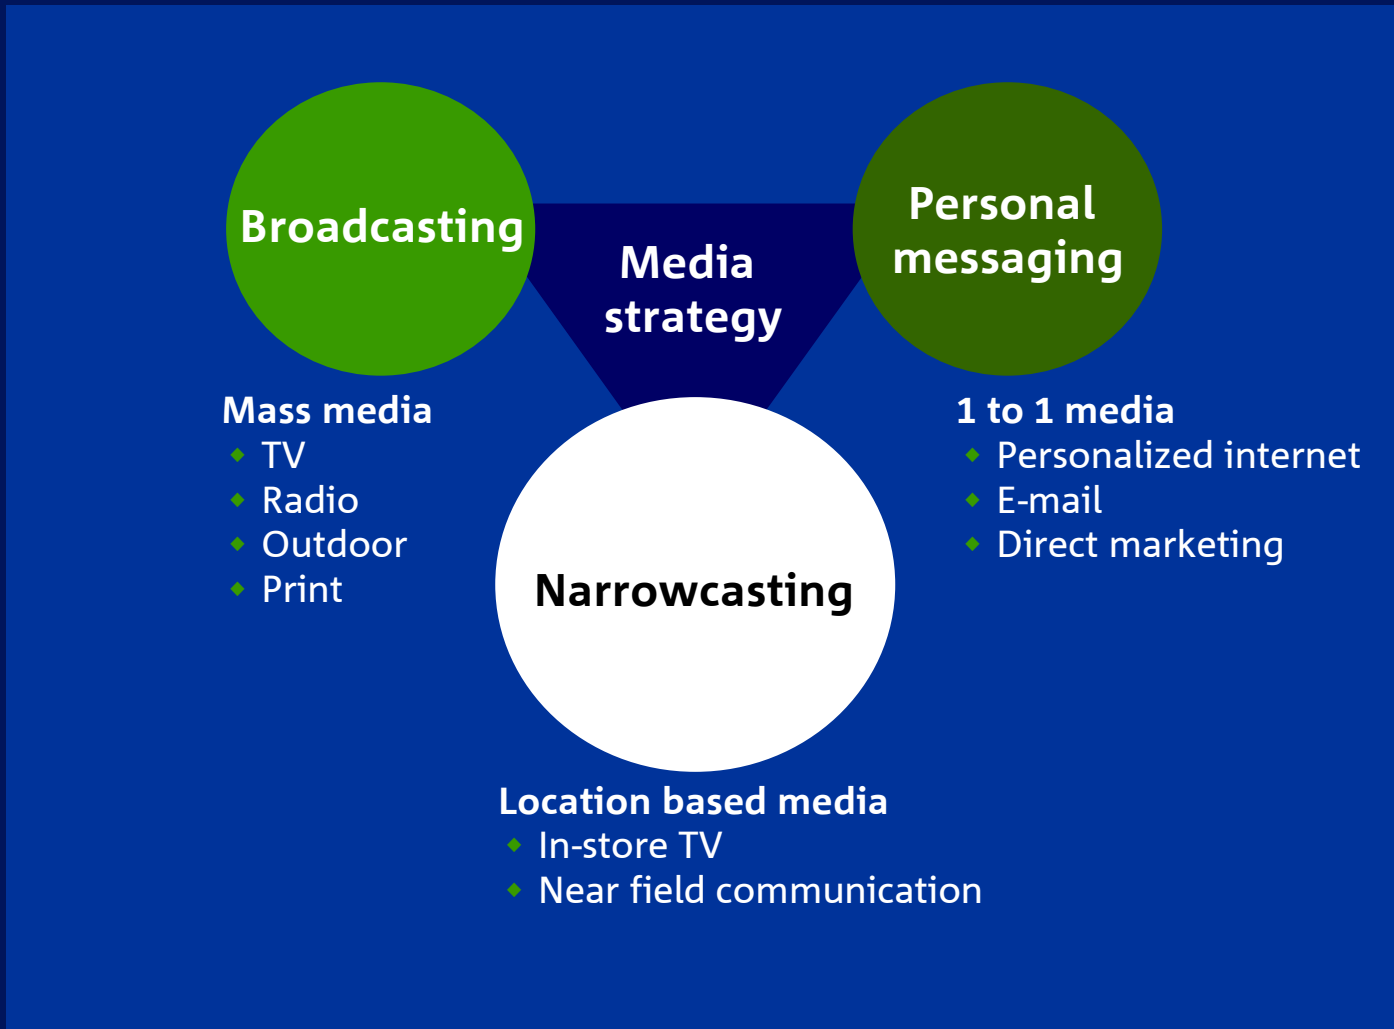 Broadcasting
Media
strategy
Personal
messaging
Mass media
TV
Radio
Outdoor
Print
1 to 1 media
Personalized internet
E-mail
Direct marketing
Narrowcasting
Location based media
In-store TV
Near field communication